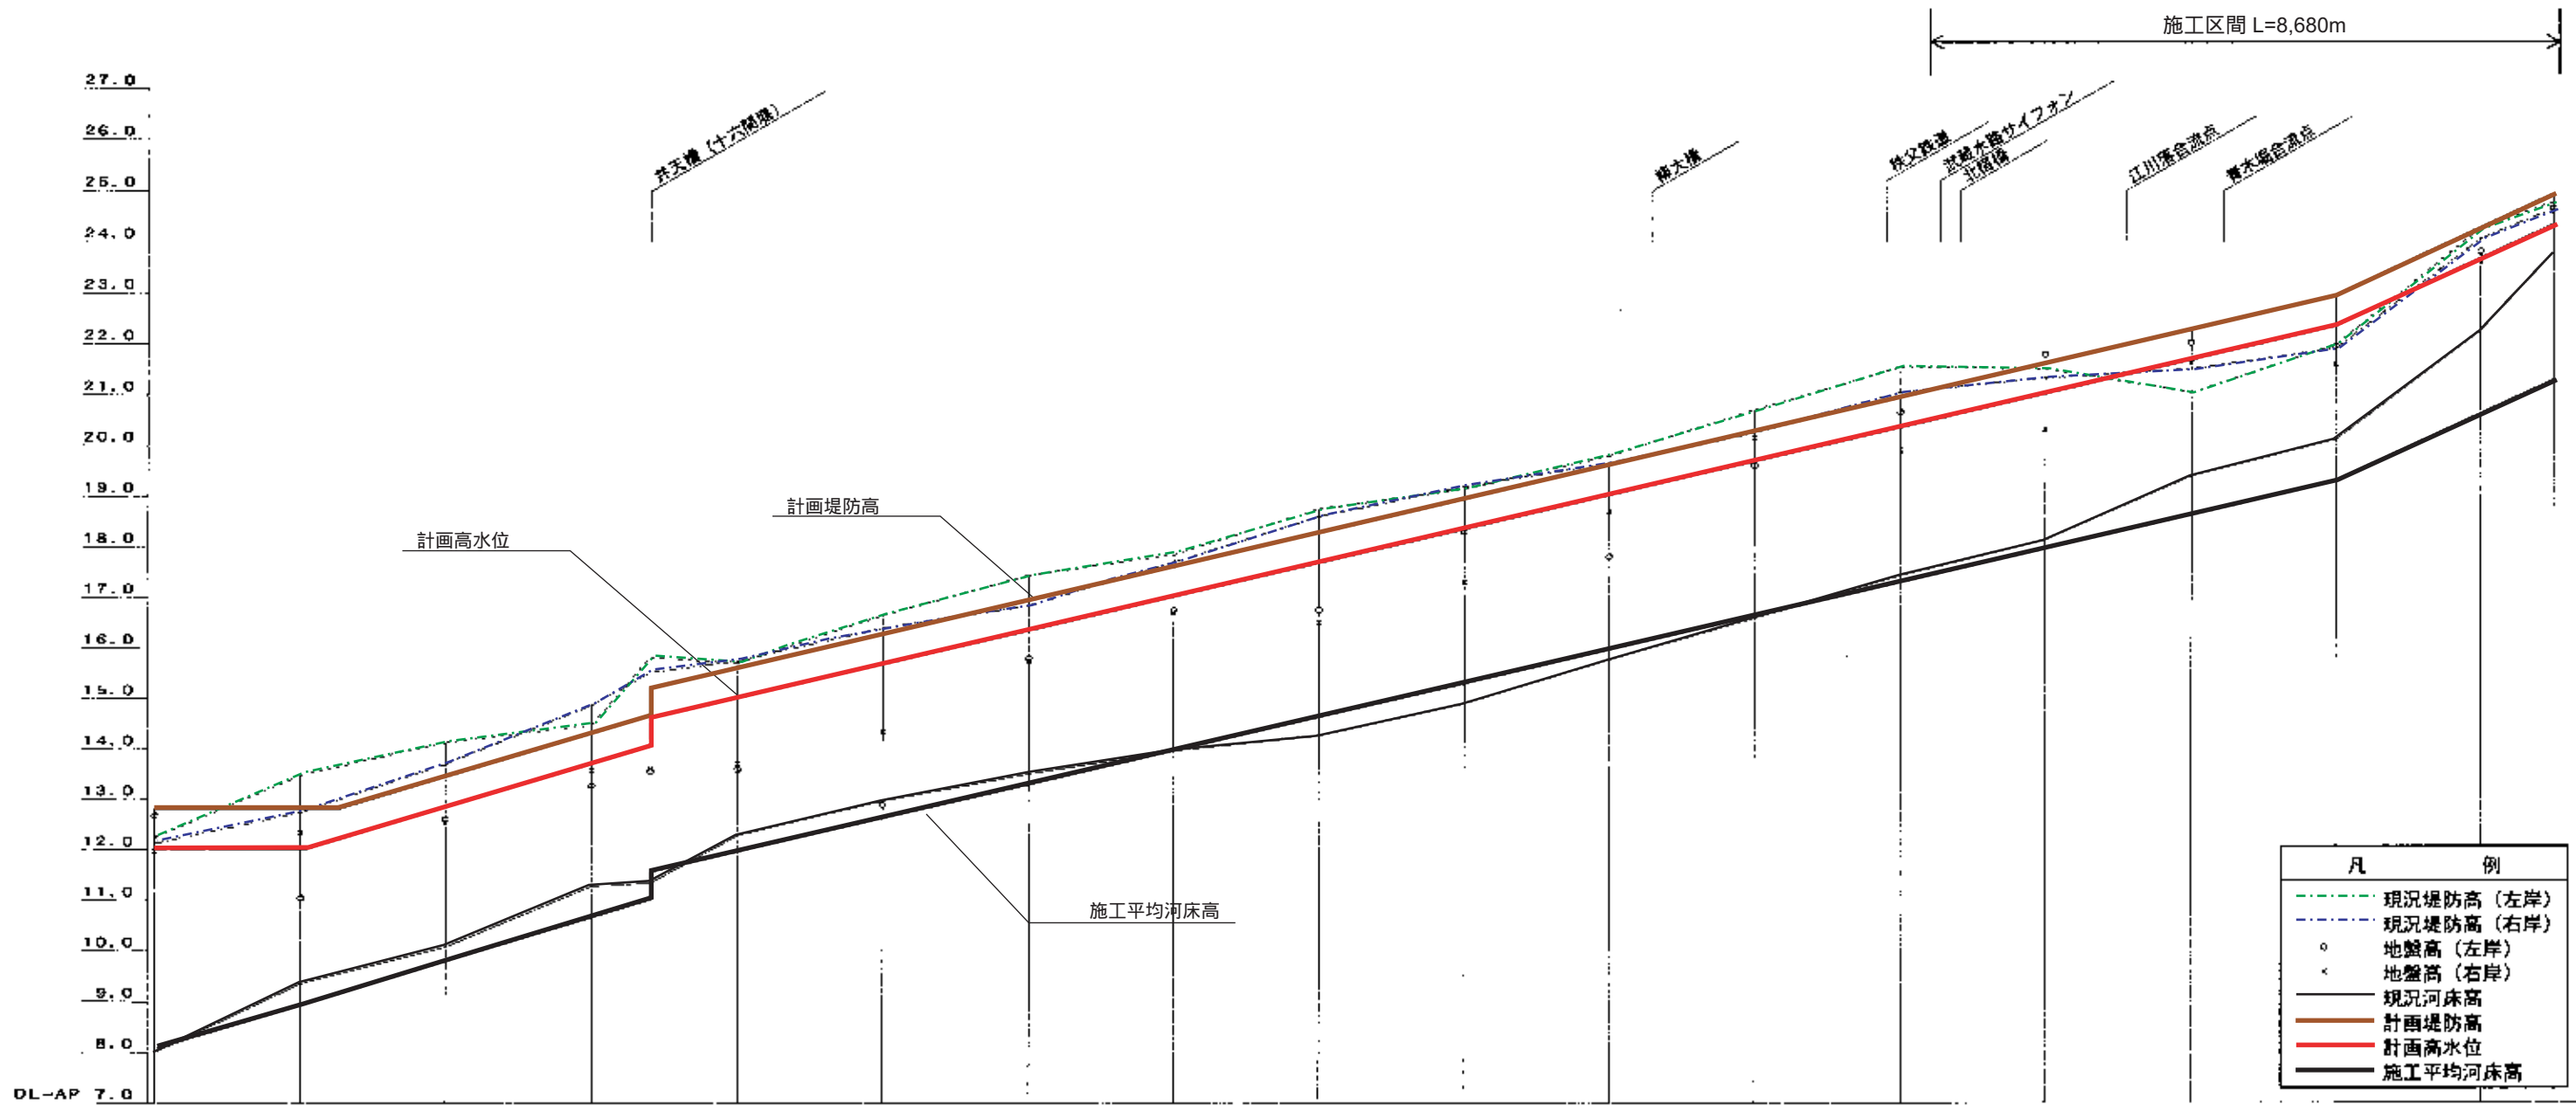 施工区間 L=8,680m
27.0
26.0
25.0
24.0
23.0
22.0
21.0
20.0
19.0
18.0
17.0
16.0
15.0
14.0
13.0
12.0
11.0
10.0
9.0
8.0
DL-AP 7.0
弁天橋(十六間堰)
秩父鉄道
武蔵水路サイフォン
江川落合流点
青木堀合流点
計画堤防高
計画高水位
施工平均河床高
凡 例
現況堤防高(左岸)
現況堤防高(右岸)
地盤高(左岸)
地盤高(右岸)
現況河床高
計画堤防高
計画高水位
施工平均河床高